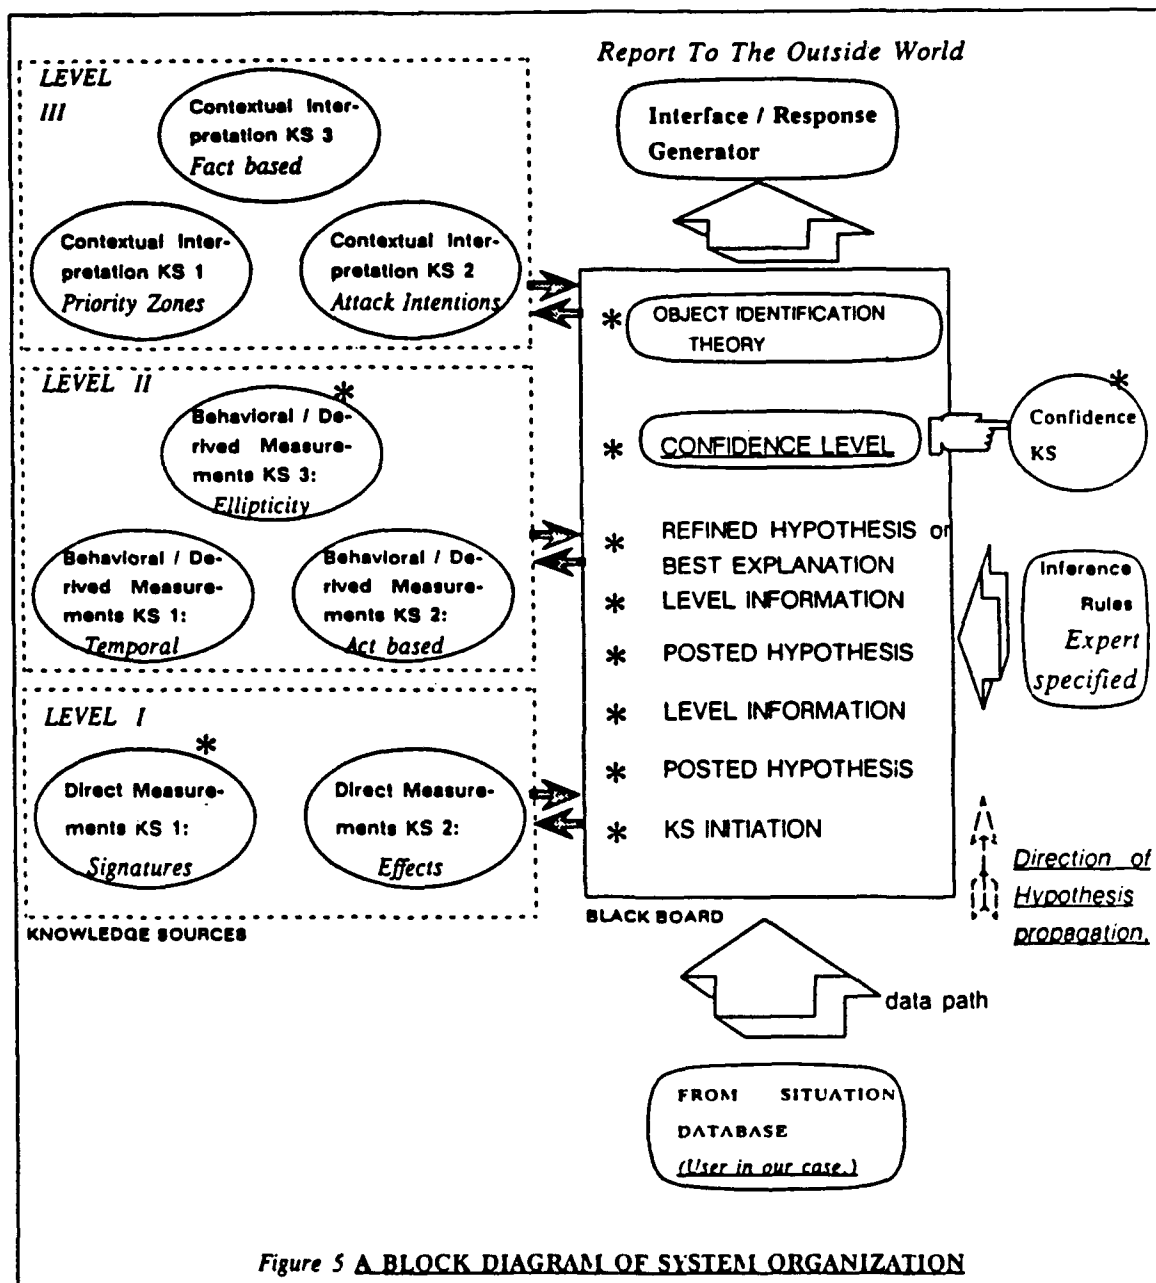 Report To The Outside World
LEVEL
III
Contextual Inter-
pretation KS 3
Fact based
Contextual Inter-
pretation KS 1
Priority Zones
Contextual Inter-
pretation KS 2
Attack Intentions
Interface / Response
Generator
* OBJECT IDENTIFICATION
THEORY
LEVEL II
*
Behavioral / De-
rived Measure-
ments KS 3:
Ellipticity
Behavioral / De-
rived Measure-
ments KS 1:
Temporal
Behavioral / De-
rived Measure-
ments KS 2:
Act based
* CONFIDENCE LEVEL
*
Confidence
KS
* REFINED HYPOTHESIS or
BEST EXPLANATION
* LEVEL INFORMATION
* POSTED HYPOTHESIS
* LEVEL INFORMATION
* POSTED HYPOTHESIS
* KS INITIATION
Inference
Rules
Expert
specified
LEVEL I
*
Direct Measure-
ments KS 1:
Signatures
Direct Measure-
ments KS 2:
Effects
KNOWLEDGE SOURCES
BLACK BOARD
Direction of
Hypothesis
propagation.
data path
FROM SITUATION
DATABASE
(User in our case.)
Figure 5 A BLOCK DIAGRAM OF SYSTEM ORGANIZATION